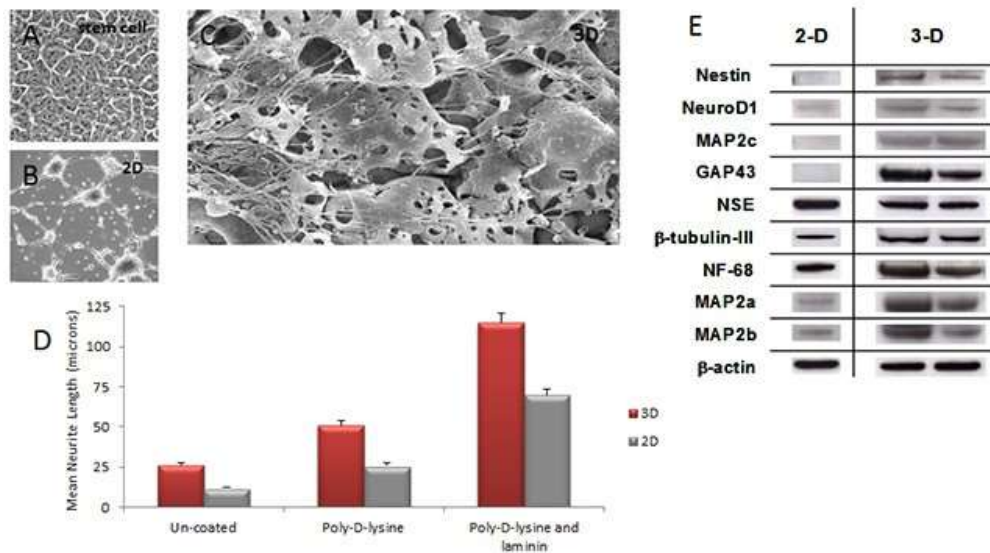 A
stem cell
B
2D
C
3D
D
Mean Neurite Length (microns)
125
100
75
50
25
0
Un-coated
Poly-D-lysine
Poly-D-lysine and
laminin
3D
2D
E
2-D
3-D
Nestin
NeuroD1
MAP2c
GAP43
NSE
β-tubulin-III
NF-68
MAP2a
MAP2b
β-actin